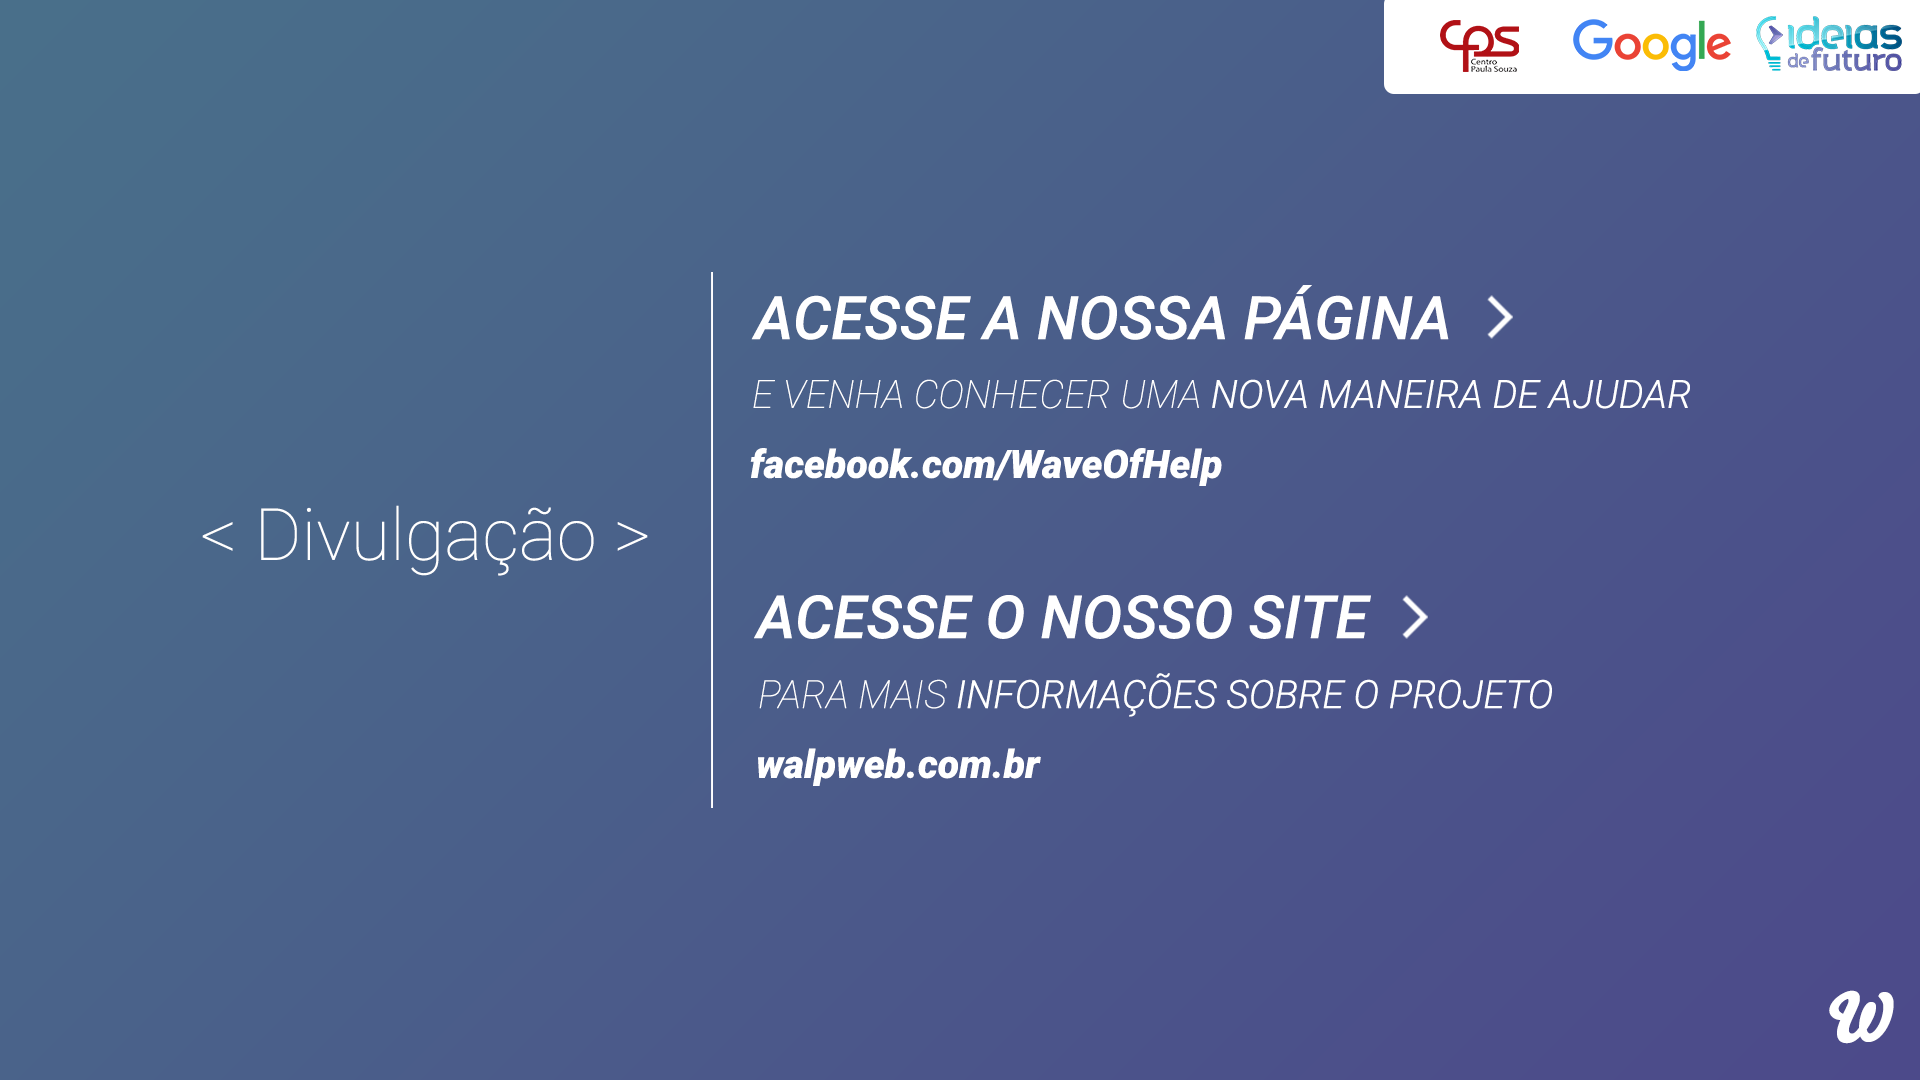 cps
Centro
Paula Souza
Google
ideias
de futuro
< Divulgação >
ACESSE A NOSSA PÁGINA >
E VENHA CONHECER UMA NOVA MANEIRA DE AJUDAR
facebook.com/WaveOfHelp
ACESSE O NOSSO SITE >
PARA MAIS INFORMAÇÕES SOBRE O PROJETO
walpweb.com.br
W